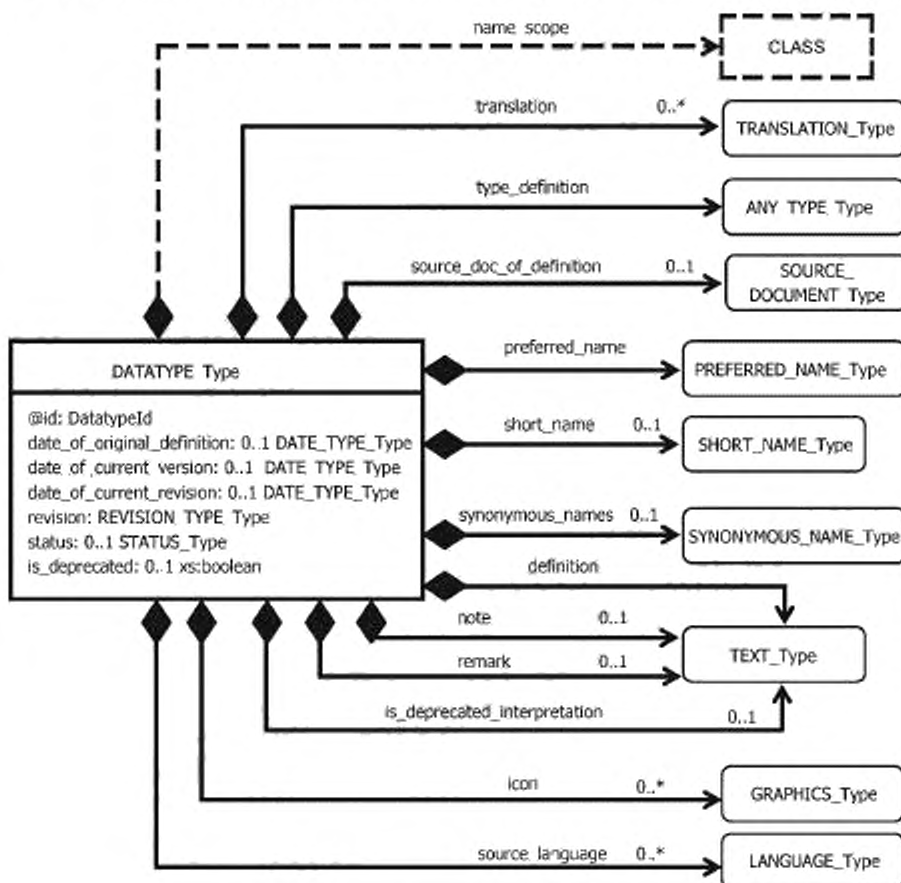 name_scope
CLASS
translation 0..*
TRANSLATION_Type
type_definition
ANY_TYPE_Type
source_doc_of_definition 0..1
SOURCE_
DOCUMENT_Type
DATATYPE_Type
preferred_name
PREFERRED_NAME_Type
@id: DatatypeId
date_of_original_definition: 0..1 DATE_TYPE_Type
date_of_current_version: 0..1 DATE_TYPE_Type
date_of_current_revision: 0..1 DATE_TYPE_Type
revision: REVISION_TYPE_Type
status: 0..1 STATUS_Type
is_deprecated: 0..1 xs:boolean
short_name 0..1
SHORT_NAME_Type
synonymous_names 0..1
SYNONYMOUS_NAME_Type
definition
note 0..1
TEXT_Type
remark 0..1
is_deprecated_interpretation 0..1
icon 0..*
GRAPHICS_Type
source_language 0..*
LANGUAGE_Type